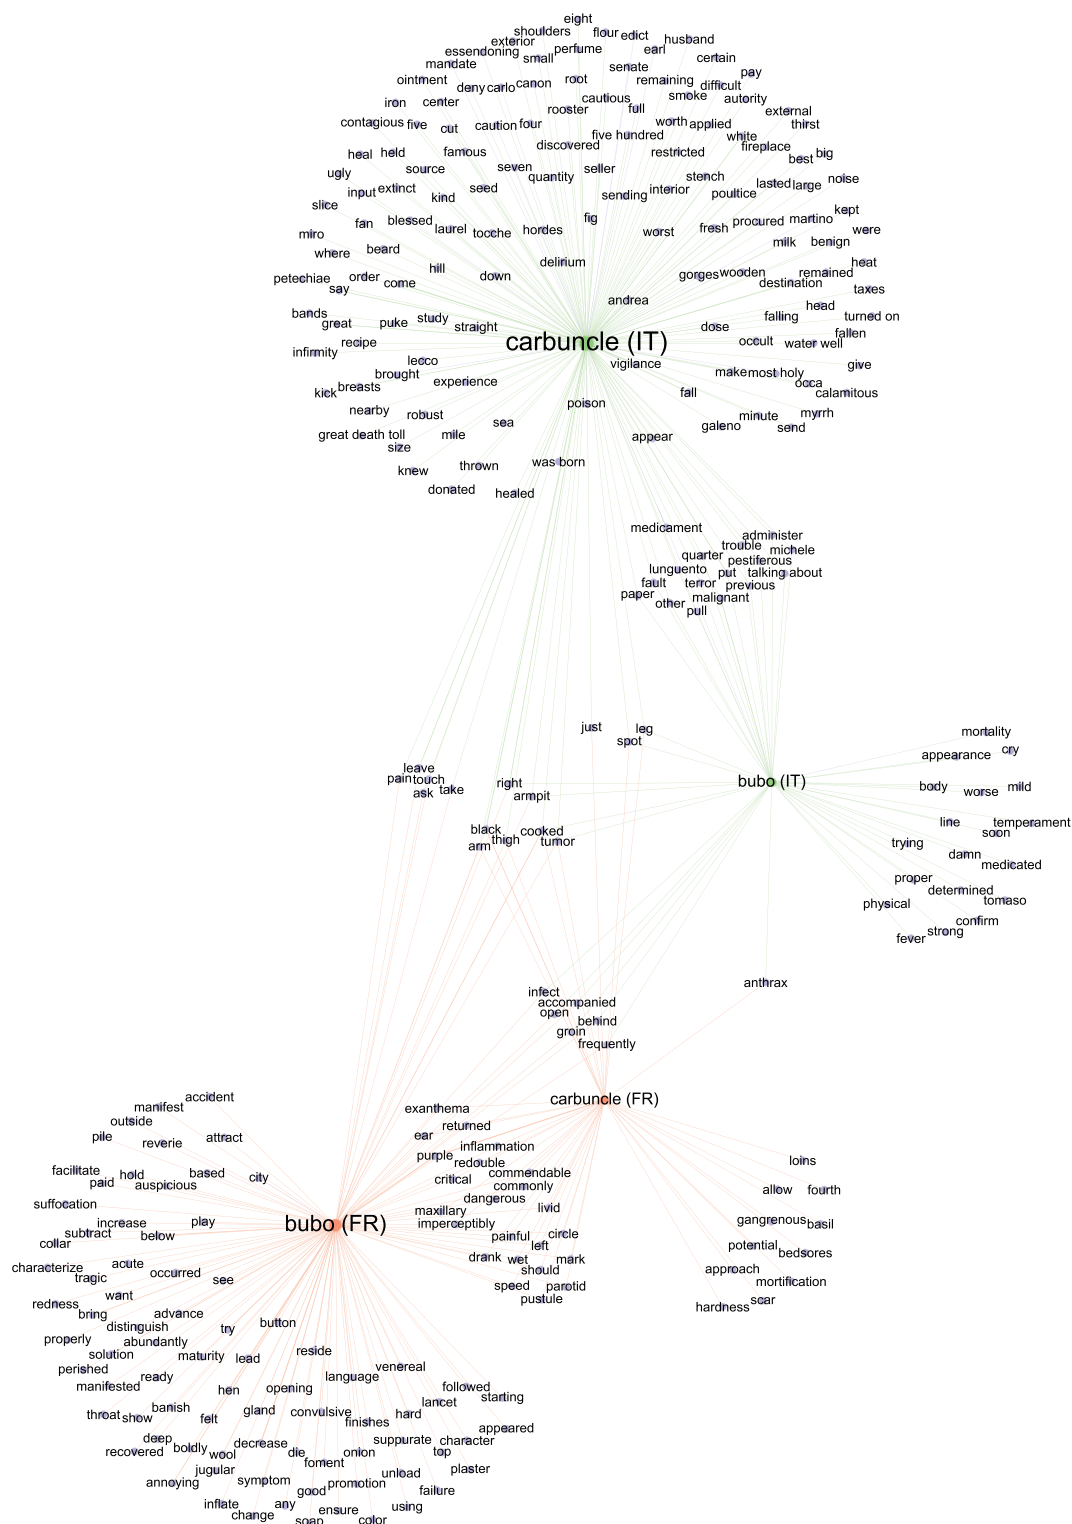 eight
shoulders
flour
edict
exterior
husband
essendoning
perfume
earl
small
certain
mandate
senate
pay
ointment
deny
carlo
canon
root
remaining
difficult
iron
center
cautious
smoke
autority
rooster
full
external
contagious
five
cut
caution
four
worth
applied
thirst
five hundred
white
discovered
fireplace
heal
held
famous
restricted
best
big
ugly
source
seven
seller
stench
quantity
noise
input
extinct
kind
seed
sending
interior
poultice
lasted
large
slice
fan
blessed
fig
kept
miro
laurel
tocche
hordes
worst
fresh
procured
martino
were
where
beard
milk
benign
delirium
heat
petechiae
order
come
hill
down
gorges
wooden
remained
say
destination
taxes
andrea
bands
head
great
puke
study
straight
dose
falling
turned on
fallen
recipe
carbuncle (IT)
occult
water well
infirmity
lecco
vigilance
give
brought
make
most holy
kick
breasts
experience
fall
occa
calamitous
nearby
robust
poison
minute
myrrh
sea
galeno
send
great death toll
mile
appear
size
knew
thrown
was born
donated
healed
medicament
administer
trouble
michele
quarter
pestiferous
lunguento
put
talking about
fault
terror
previous
paper
other
malignant
pull
just
leg
spot
mortality
appearance
cry
leave
pain
touch
right
bubo (IT)
ask
take
armpit
body
worse
mild
line
temperament
soon
black
cooked
arm
thigh
tumor
trying
damn
medicated
proper
determined
tomaso
physical
confirm
strong
fever
anthrax
infect
accompanied
open
behind
groin
frequently
accident
manifest
exanthema
carbuncle (FR)
outside
returned
pile
reverie
attract
ear
inflammation
purple
redouble
loins
facilitate
hold
based
city
critical
commendable
paid
auspicious
commonly
allow
fourth
suffocation
dangerous
maxillary
livid
increase
play
bubo (FR)
imperceptibly
gangrenous
basil
subtract
below
painful
circle
collar
left
potential
bedsores
acute
drank
wet
mark
characterize
tragic
occurred
see
should
approach
mortification
want
speed
parotid
redness
pustule
scar
bring
advance
hardness
distinguish
try
button
properly
abundantly
solution
maturity
lead
reside
perished
ready
venereal
manifested
hen
opening
language
followed
starting
banish
lancet
throat
show
felt
gland
convulsive
finishes
hard
appeared
deep
suppurate
character
recovered
boldly
wool
decrease
die
onion
top
jugular
foment
plaster
annoying
symptom
unload
promotion
good
failure
inflate
any
ensure
using
change
soap
color